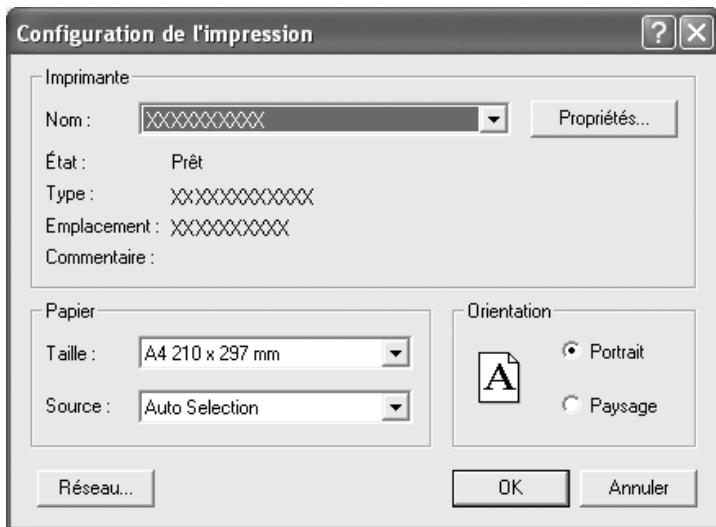 Configuration de l'impression
Imprimante
Nom : XXXXXXXXXX Propriétés...
État : Prêt
Type : XXXXXXXXXXXX
Emplacement : XXXXXXXXXX
Commentaire :
Papier
Taille : A4 210 x 297 mm
Source : Auto Selection
Orientation
A
Portrait
Paysage
Réseau... OK Annuler